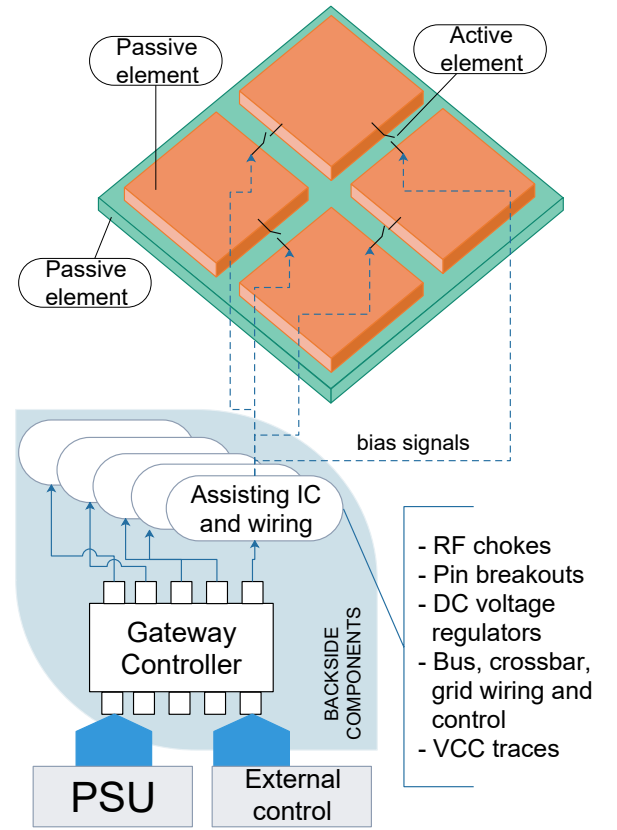 Passive
element
Active
element
Passive
element
bias signals
Assisting IC
and wiring
- RF chokes
- Pin breakouts
- DC voltage
regulators
- Bus, crossbar,
grid wiring and
control
- VCC traces
Gateway
Controller
BACKSIDE
COMPONENTS
PSU
External
control